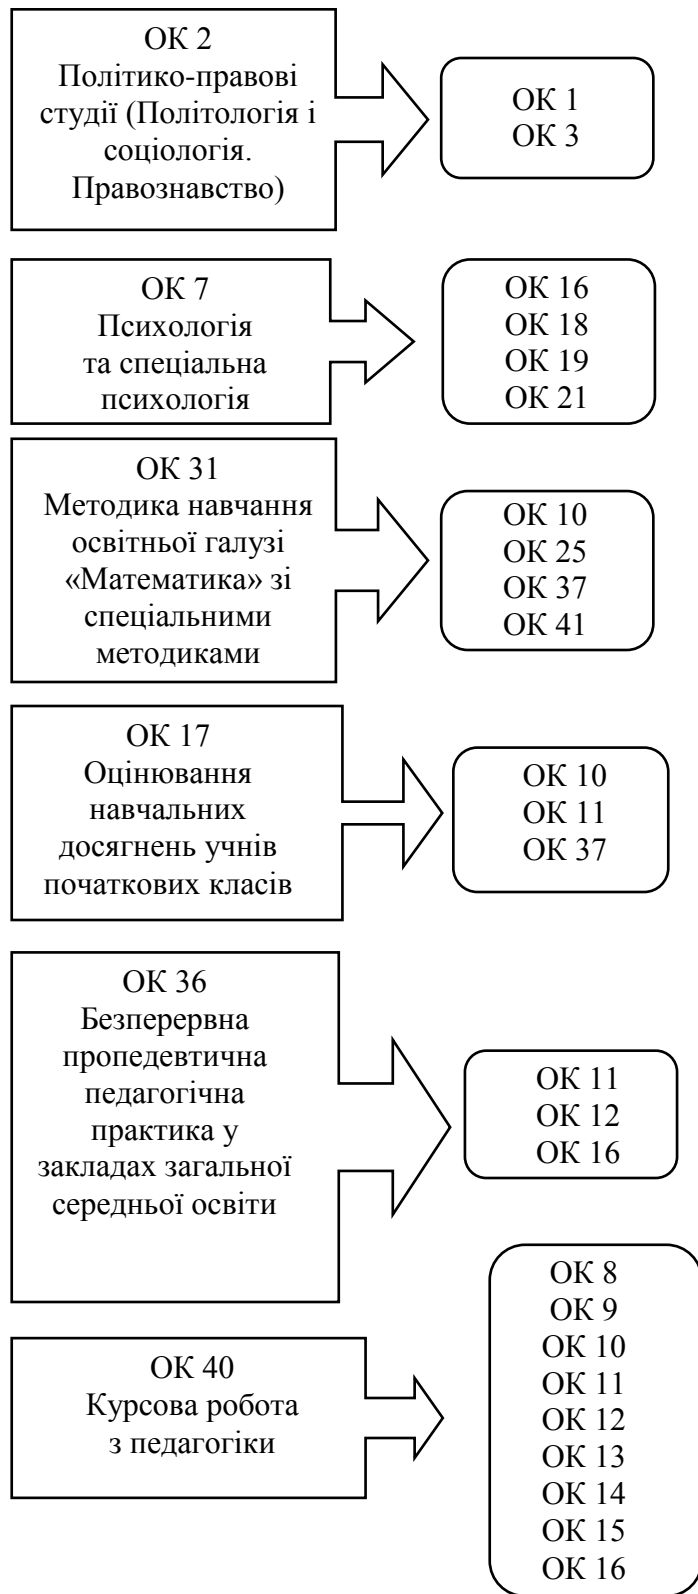 ОК 2
Політико-правові
студії (Політологія і
соціологія.
Правознавство)
ОК 1
ОК 3
ОК 7
Психологія
та спеціальна
психологія
ОК 16
ОК 18
ОК 19
ОК 21
ОК 31
Методика навчання
освітньої галузі
«Математика» зі
спеціальними
методиками
ОК 10
ОК 25
ОК 37
ОК 41
ОК 17
Оцінювання
навчальних
досягнень учнів
початкових класів
ОК 10
ОК 11
ОК 37
ОК 36
Безперервна
пропедевтична
педагогічна
практика у
закладах загальної
середньої освіти
ОК 11
ОК 12
ОК 16
ОК 40
Курсова робота
з педагогіки
ОК 8
ОК 9
ОК 10
ОК 11
ОК 12
ОК 13
ОК 14
ОК 15
ОК 16